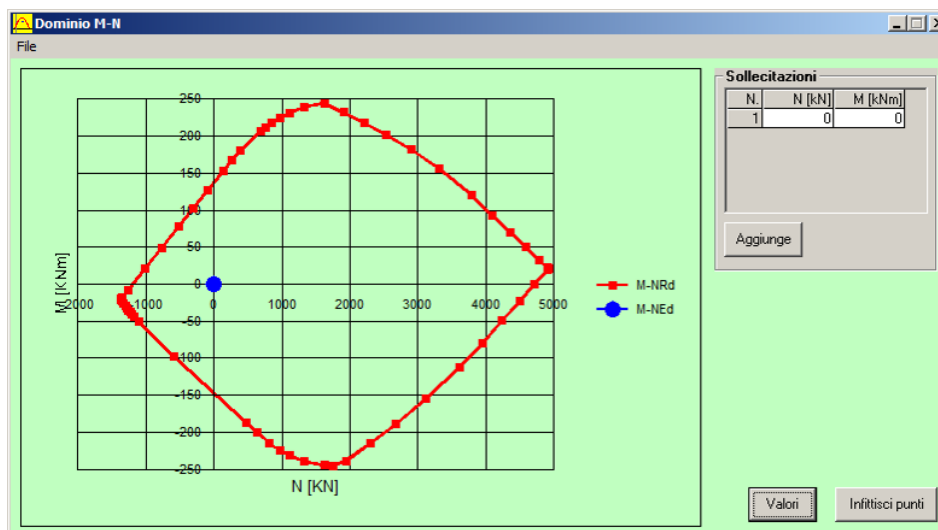 Dominio M-N
File
250
200
150
100
50
0
-50
-100
-150
-200
-250
M [KNm]
-2000 -1000 0 1000 2000 3000 4000 5000
N [KN]
M-NRd
M-NEd
Sollecitazioni
N. N [kN] M [kNm]
1 0 0
Aggiunge
Valori Infittisci punti